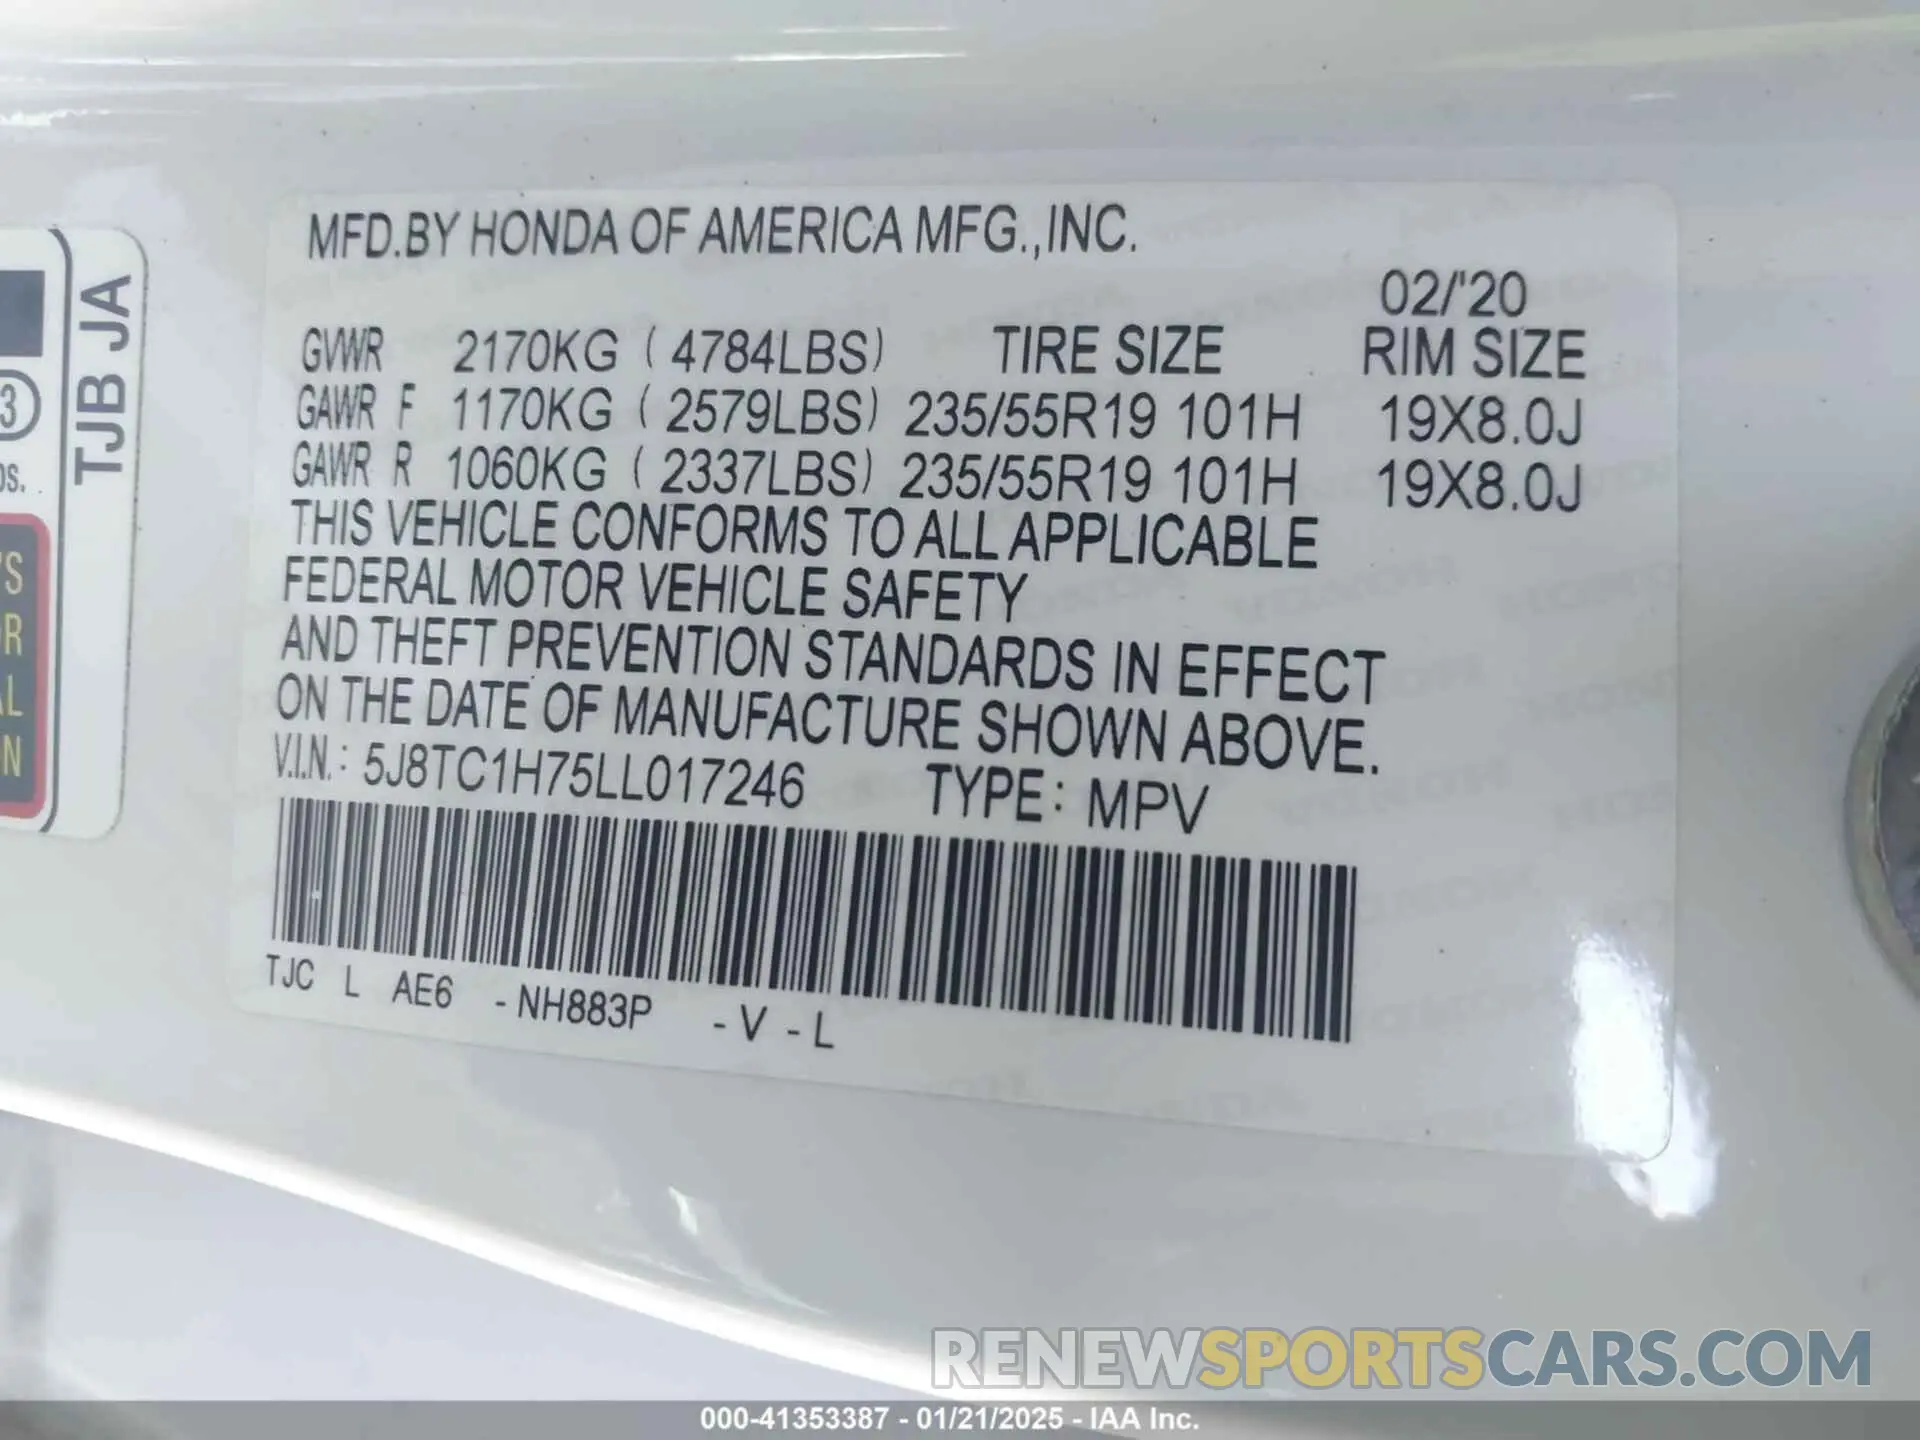 MFD.BY HONDA OF AMERICA MFG.,INC.
02/'20
GVWR 2170KG ( 4784LBS) TIRE SIZE RIM SIZE
GAWR F 1170KG ( 2579LBS) 235/55R19 101H 19X8.0J
GAWR R 1060KG ( 2337LBS) 235/55R19 101H 19X8.0J
THIS VEHICLE CONFORMS TO ALL APPLICABLE
FEDERAL MOTOR VEHICLE SAFETY
AND THEFT PREVENTION STANDARDS IN EFFECT
ON THE DATE OF MANUFACTURE SHOWN ABOVE.
V.I.N.: 5J8TC1H75LL017246 TYPE: MPV
TJC L AE6 -NH883P -V -L
TJB JA
3
RENEWSPORTSCARS.COM
000-41353387 - 01/21/2025 - IAA Inc.